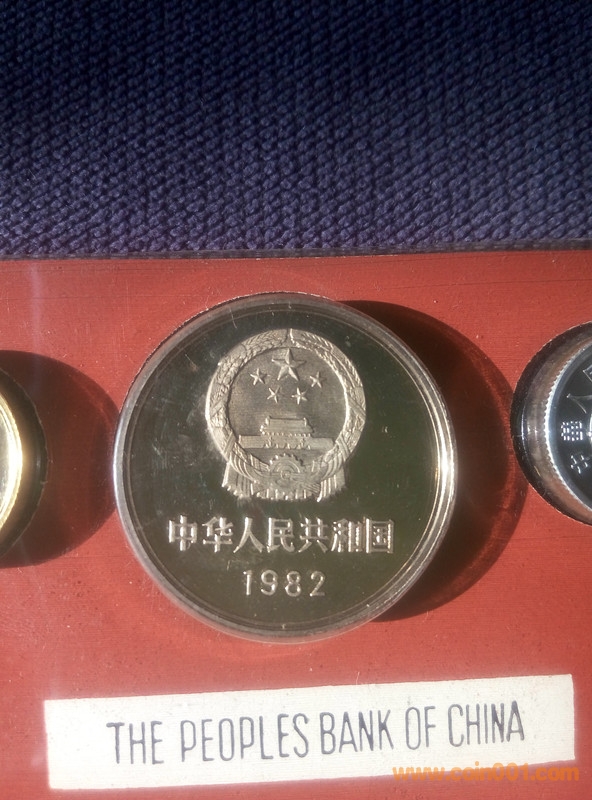 中华人民共和国
1982
THE PEOPLES BANK OF CHINA
www.coin001.com